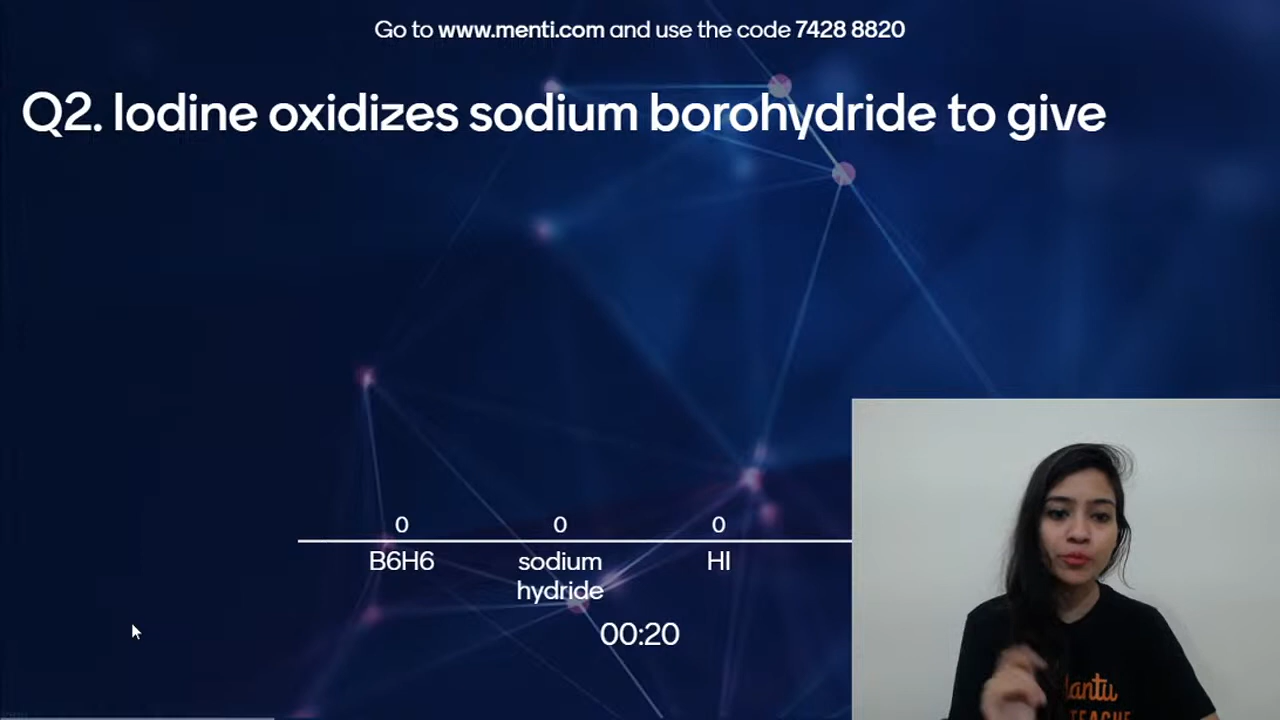 Go to www.menti.com and use the code 7428 8820
Q2. Iodine oxidizes sodium borohydride to give
0 0 0
B6H6 sodium hydride HI
00:20